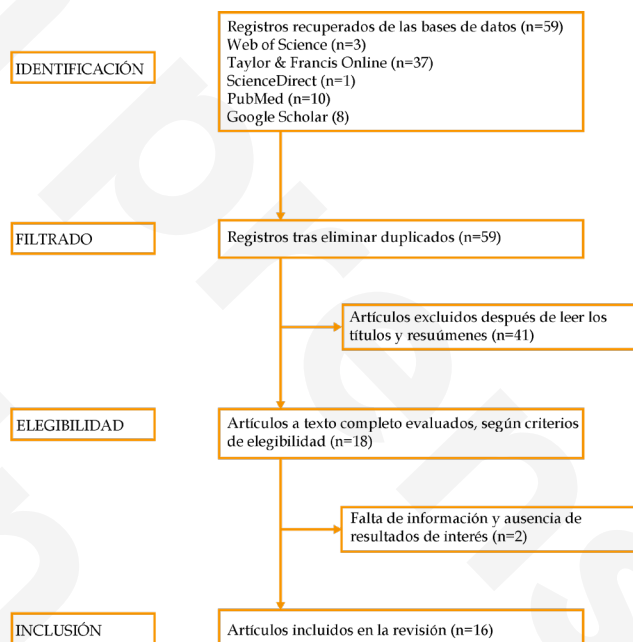 Registros recuperados de las bases de datos (n=59)
Web of Science (n=3)
IDENTIFICACIÓN
Taylor & Francis Online (n=37)
ScienceDirect (n=1)
PubMed (n=10)
Google Scholar (8)
FILTRADO
Registros tras eliminar duplicados (n=59)
Artículos excluidos después de leer los
títulos y resuúmenes (n=41)
ELEGIBILIDAD
Artículos a texto completo evaluados, según criterios
de elegibilidad (n=18)
Falta de información y ausencia de
resultados de interés (n=2)
INCLUSIÓN
Artículos incluidos en la revisión (n=16)